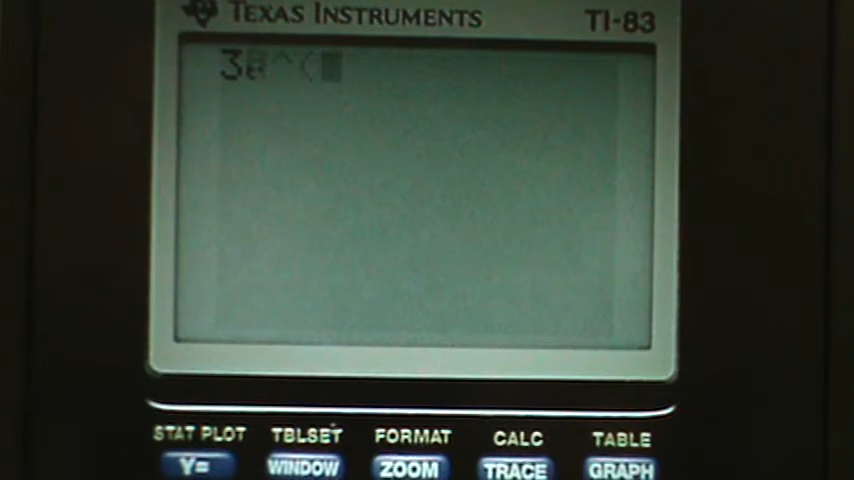 TEXAS INSTRUMENTS TI-83
3e^(
STAT PLOT TBLSET FORMAT CALC TABLE
Y= WINDOW ZOOM TRACE GRAPH